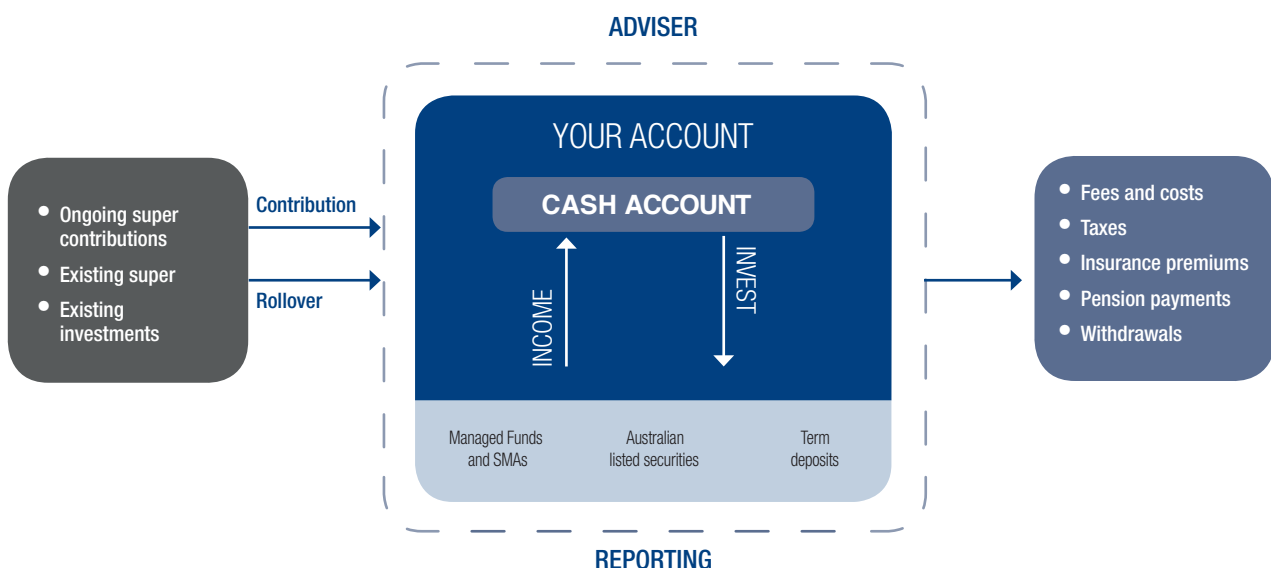 ADVISER
• Ongoing super
contributions
• Existing super
• Existing
investments
Contribution
Rollover
YOUR ACCOUNT
CASH ACCOUNT
INCOME
INVEST
Managed Funds
and SMAs
Australian
listed securities
Term
deposits
• Fees and costs
• Taxes
• Insurance premiums
• Pension payments
• Withdrawals
REPORTING